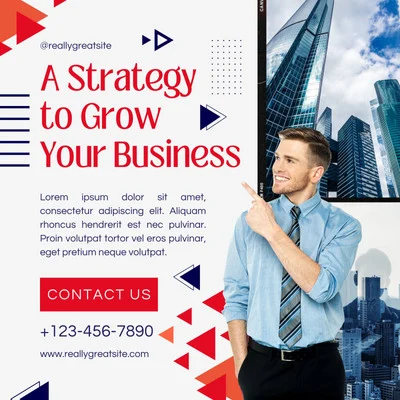 @reallygreatsite
A Strategy
to Grow
Your Business
Lorem ipsum dolor sit amet,
consectetur adipiscing elit. Aliquam
rhoncus hendrerit est nec pulvinar.
Proin volutpat tortor vel eros pulvinar,
eget pretium neque volutpat.
CONTACT US
+123-456-7890
www.reallygreatsite.com